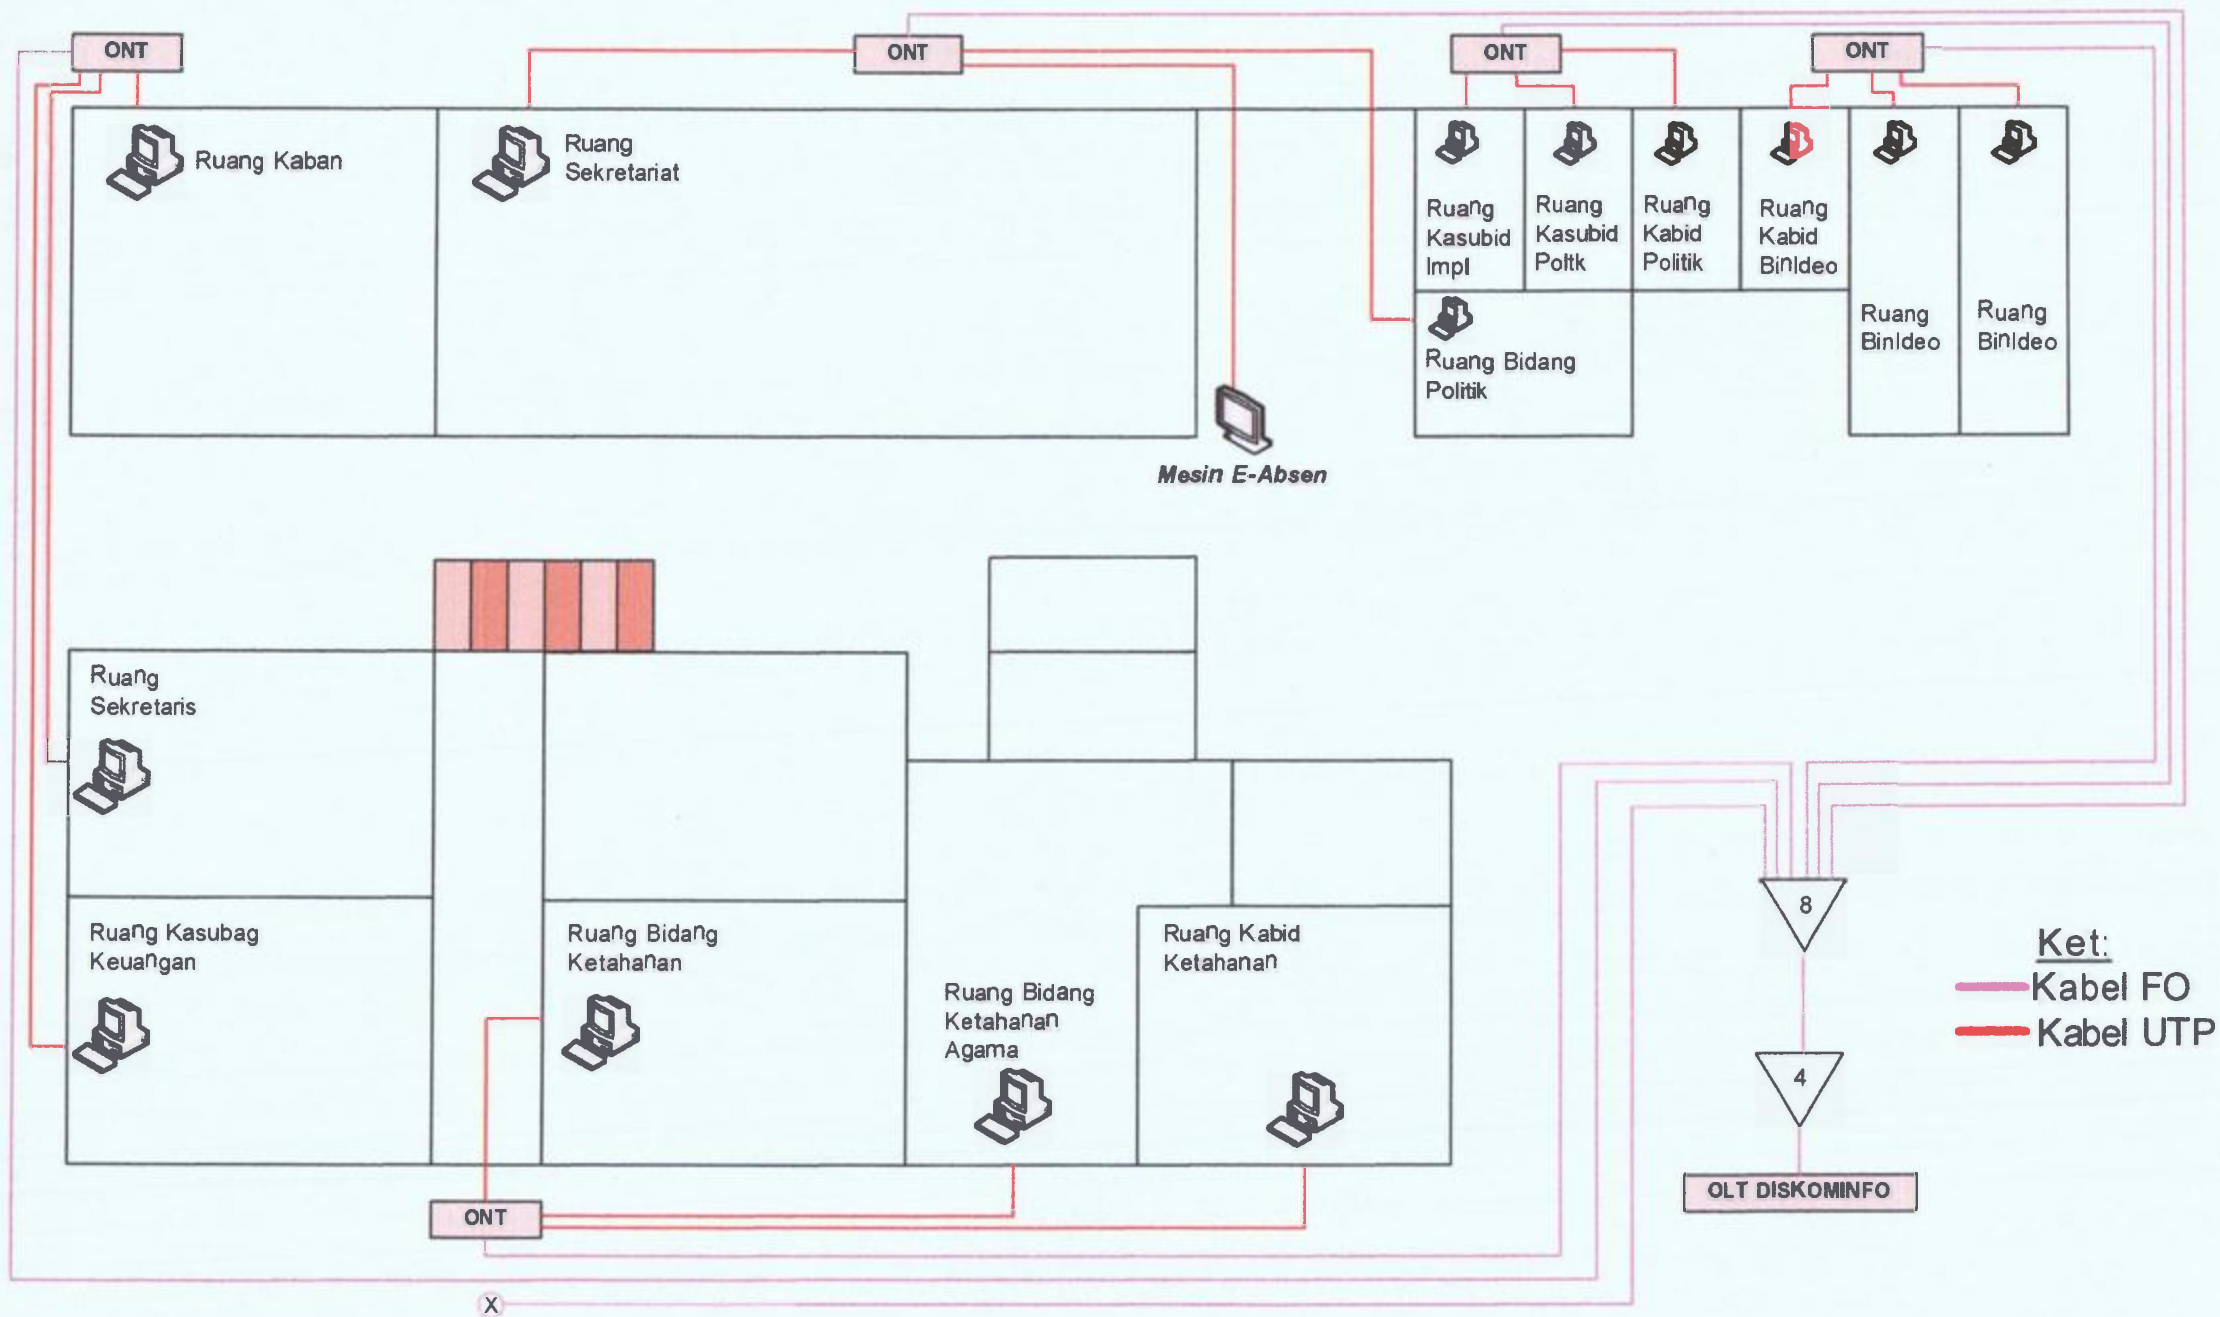 ONT
ONT
ONT
ONT
Ruang Kaban
Ruang
Sekretariat
Ruang
Kasubid
Impl
Ruang
Kasubid
Poltk
Ruang
Kabid
Politik
Ruang
Kabid
BinIdeo
Ruang
BinIdeo
Ruang
BinIdeo
Ruang Bidang
Politik
Mesin E-Absen
Ruang
Sekretaris
Ruang Kasubag
Keuangan
Ruang Bidang
Ketahanan
Ruang Bidang
Ketahanan
Agama
Ruang Kabid
Ketahanan
8
4
OLT DISKOMINFO
Ket:
Kabel FO
Kabel UTP
ONT
X